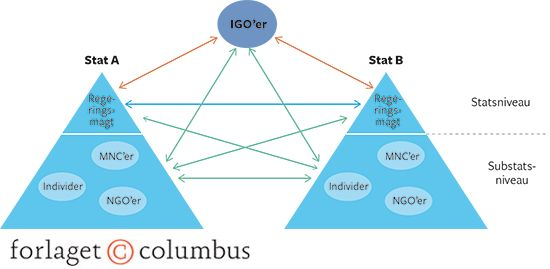 IGO'er
Stat A
Stat B
Rege-
rings-
magt
Rege-
rings-
magt
Statsniveau
MNC'er
Individer
NGO'er
MNC'er
Individer
NGO'er
Substats-
niveau
forlaget © columbus